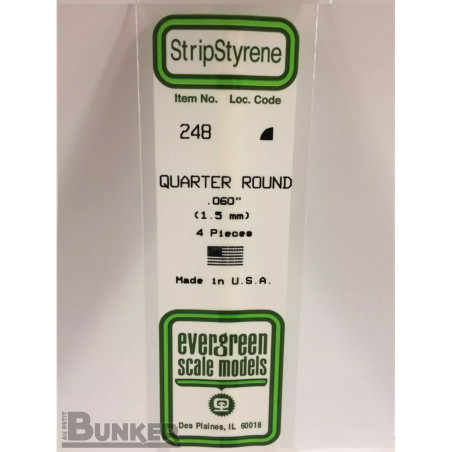 StripStyrene
Item No. Loc. Code
248
QUARTER ROUND
.060"
(1.5 mm)
4 Pieces
Made in U.S.A.
evergreen
scale models
Des Plaines, IL 60018
AU PETIT
BUNKER